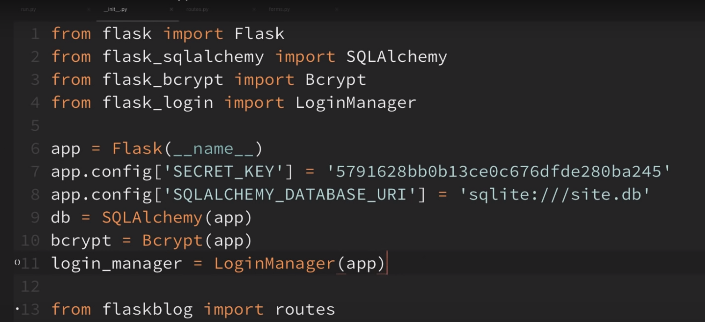 __init__.py
1 from flask import Flask
2 from flask_sqlalchemy import SQLAlchemy
3 from flask_bcrypt import Bcrypt
4 from flask_login import LoginManager
5
6 app = Flask(__name__)
7 app.config['SECRET_KEY'] = '5791628bb0b13ce0c676dfde280ba245'
8 app.config['SQLALCHEMY_DATABASE_URI'] = 'sqlite:///site.db'
9 db = SQLAlchemy(app)
10 bcrypt = Bcrypt(app)
11 login_manager = LoginManager(app)
12
13 from flaskblog import routes